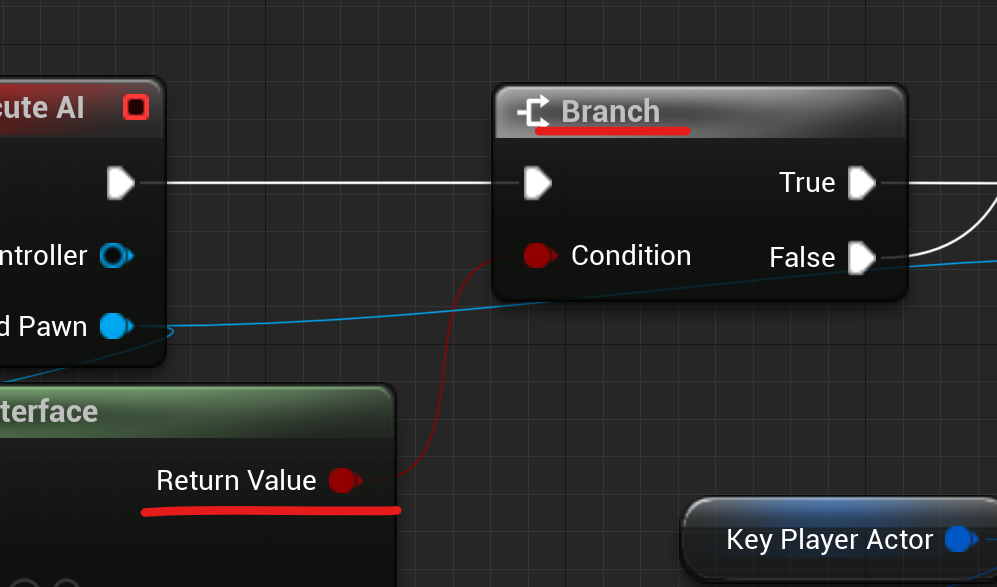 cute AI
Branch
True
ntroller
Condition
False
d Pawn
terface
Return Value
Key Player Actor